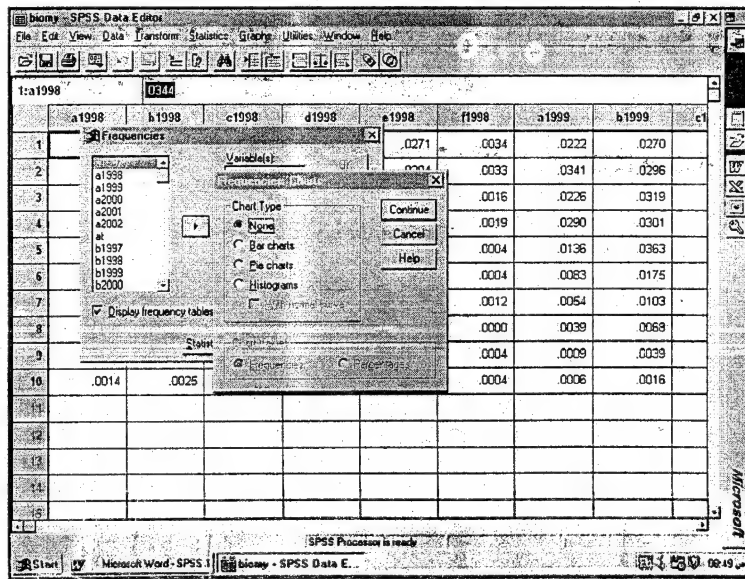 biomy - SPSS Data Editor
File Edit View Data Transform Statistics Graphs Utilities Window Help
1:a1998 .0344
a1998 b1998 c1998 d1998 e1998 f1998 a1999 b1999 c1
1 .0271 .0034 .0222 .0270
2 .0033 .0341 .0296
3 .0016 .0226 .0319
4 .0019 .0290 .0301
5 .0004 .0136 .0363
6 .0004 .0083 .0175
7 .0012 .0054 .0103
8 .0000 .0039 .0068
9 .0004 .0009 .0039
10 .0014 .0025 .0004 .0006 .0016
11
12
13
14
15
Frequencies
Variable(s):
a1998
a1999
a2000
a2001
a2002
at
b1997
b1998
b1999
b2000
Display frequency tables
Statist
Chart Type
None
Bar charts
Pie charts
Histograms
Continue
Cancel
Help
Frequencies Percentages
SPSS Processor is ready
Microsoft
Start Microsoft Word - SPSS 1 biomy - SPSS Data E... 08:49